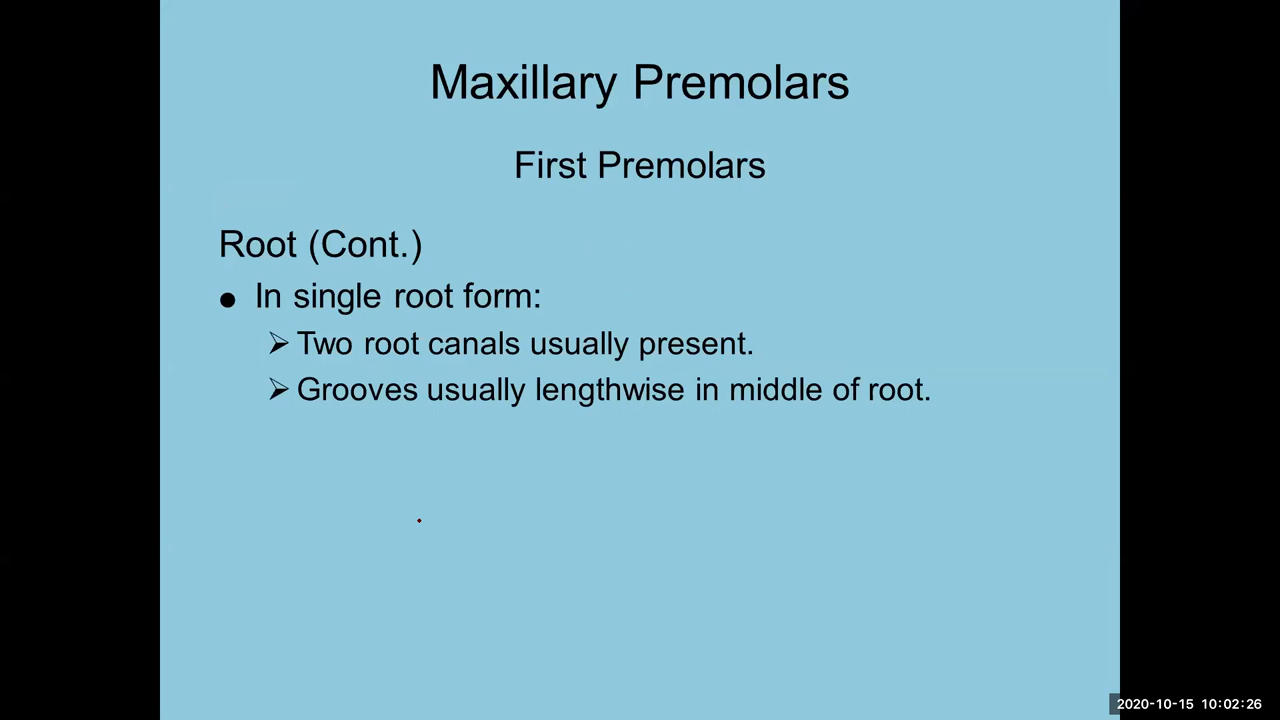 Maxillary Premolars
First Premolars
Root (Cont.)
● In single root form:
➢ Two root canals usually present.
➢ Grooves usually lengthwise in middle of root.
2020-10-15 10:02:26